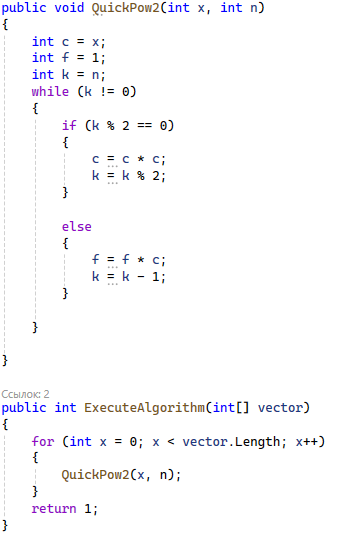 public void QuickPow2(int x, int n)
{
int c = x;
int f = 1;
int k = n;
while (k != 0)
{
if (k % 2 == 0)
{
c = c * c;
k = k % 2;
}
else
{
f = f * c;
k = k - 1;
}
}
}
Ссылок: 2
public int ExecuteAlgorithm(int[] vector)
{
for (int x = 0; x < vector.Length; x++)
{
QuickPow2(x, n);
}
return 1;
}